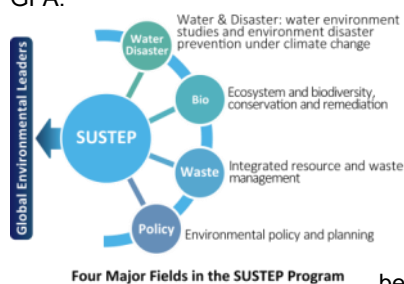 GPA.
Water & Disaster: water environment
studies and environment disaster
prevention under climate change
Water
Disaster
Bio
Ecosystem and biodiversity,
conservation and remediation
Global Environmental Leaders
SUSTEP
Waste
Integrated resource and waste
management
Policy
Environmental policy and planning
Four Major Fields in the SUSTEP Program
be